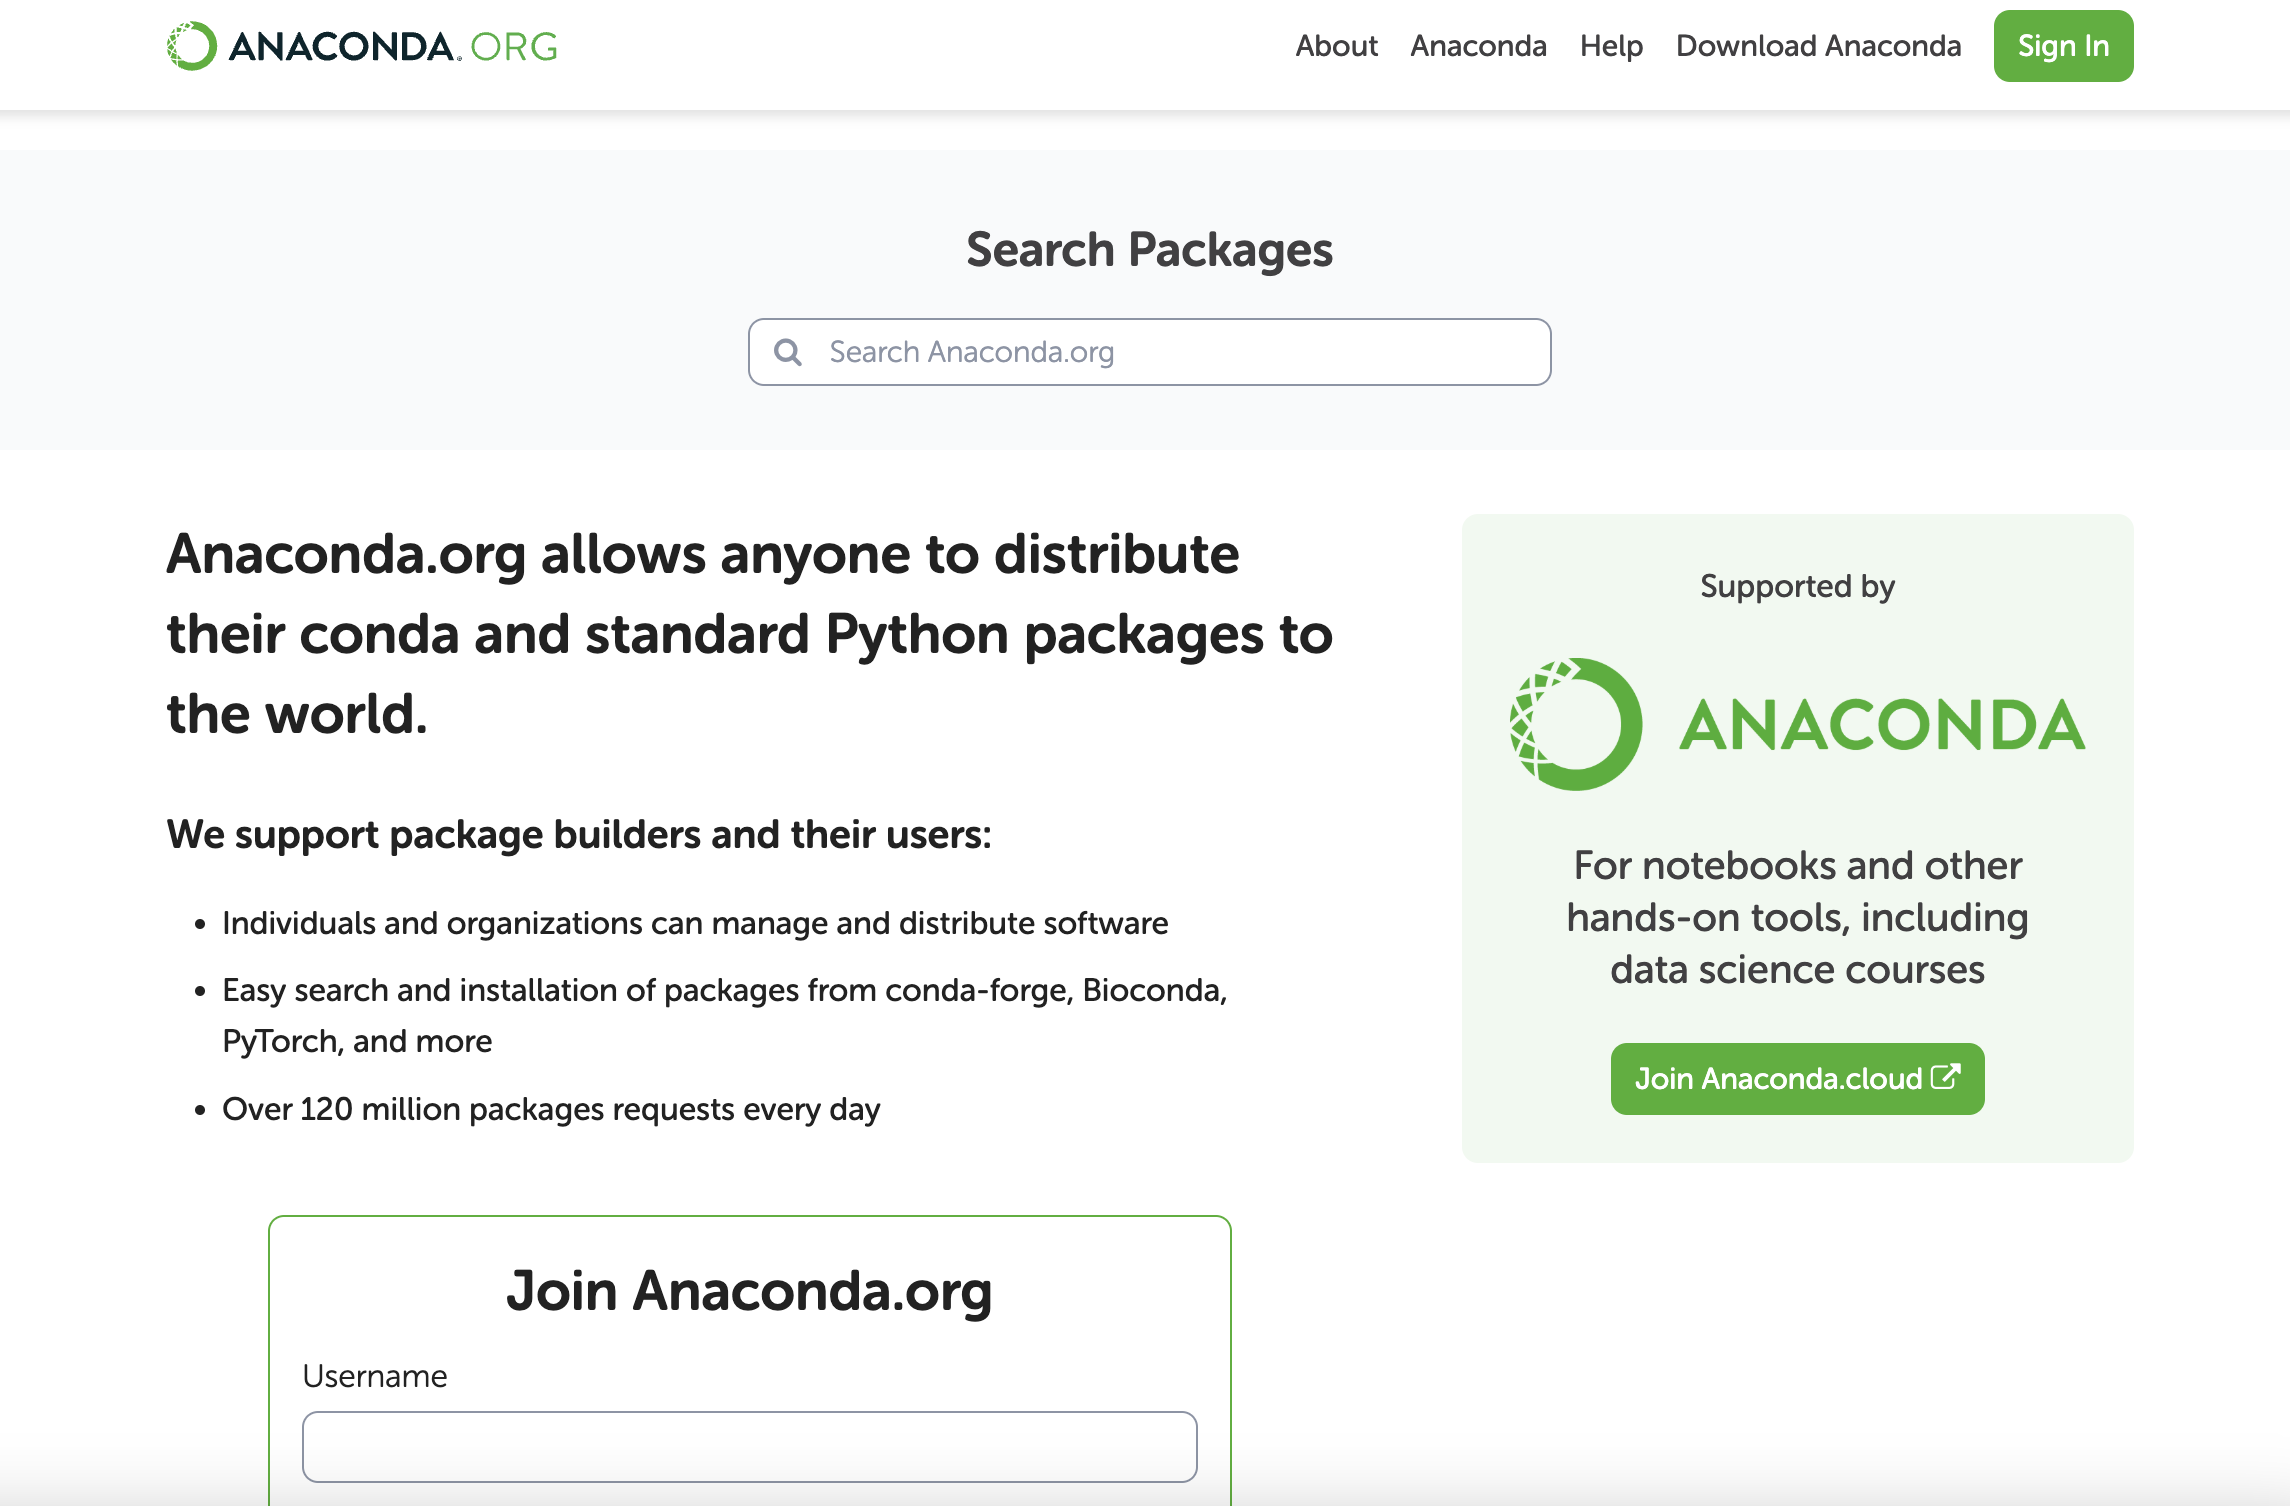 ANACONDA.ORG
About Anaconda Help Download Anaconda Sign In
Search Packages
Search Anaconda.org
Anaconda.org allows anyone to distribute
their conda and standard Python packages to
the world.
We support package builders and their users:
• Individuals and organizations can manage and distribute software
• Easy search and installation of packages from conda-forge, Bioconda,
PyTorch, and more
• Over 120 million packages requests every day
Supported by
ANACONDA
For notebooks and other
hands-on tools, including
data science courses
Join Anaconda.cloud
Join Anaconda.org
Username